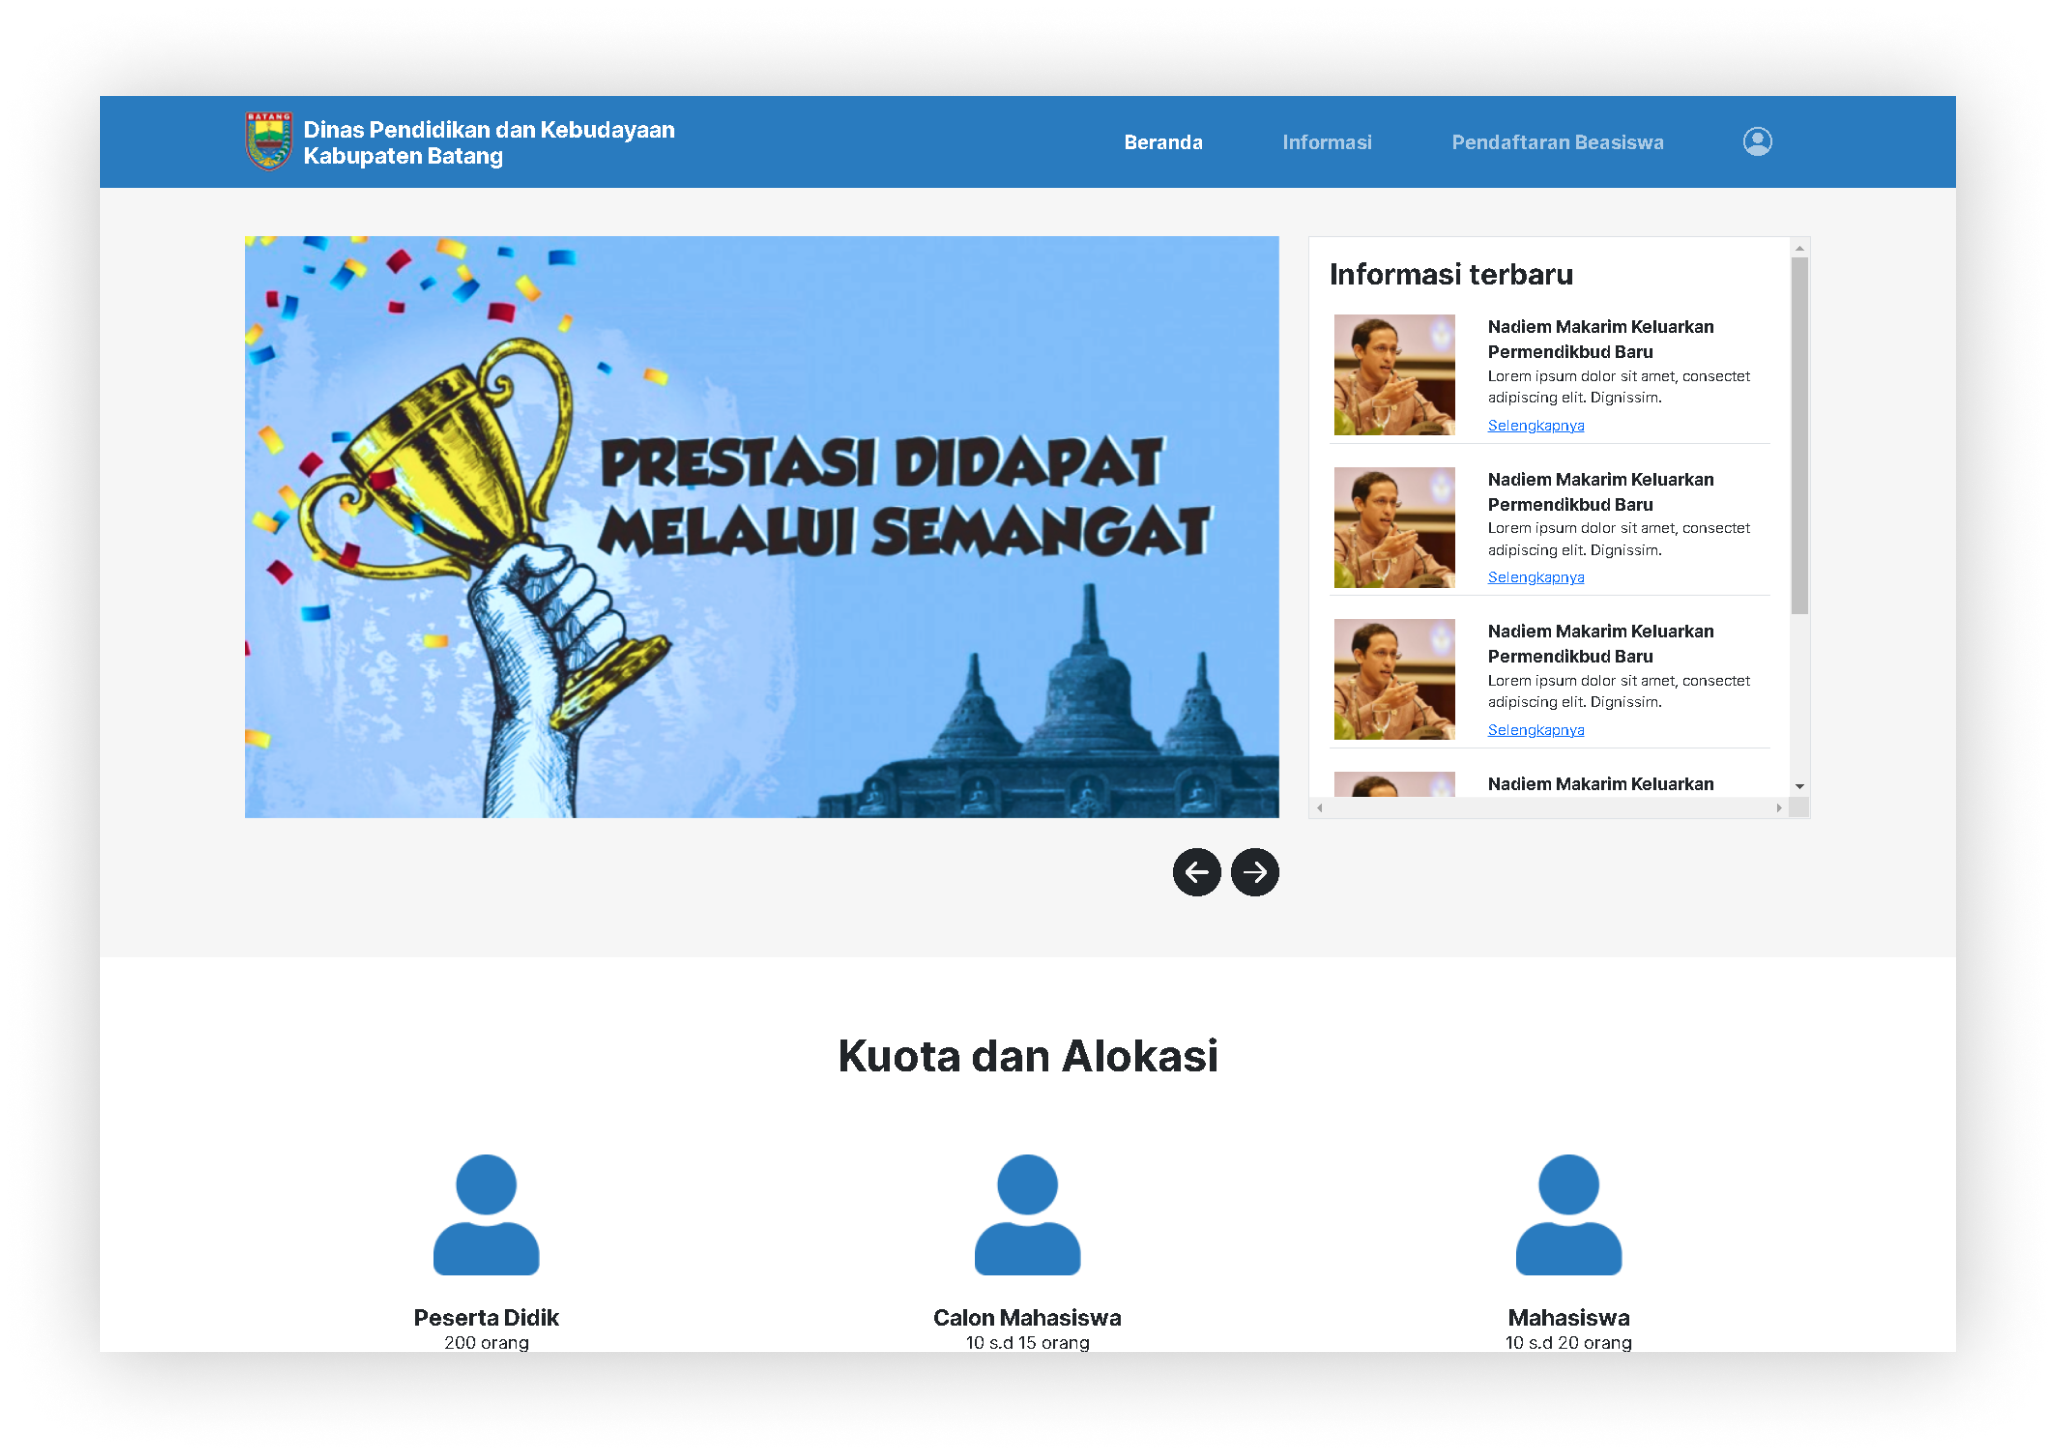 BATANG
Dinas Pendidikan dan Kebudayaan
Kabupaten Batang
Beranda
Informasi
Pendaftaran Beasiswa
PRESTASI DIDAPAT
MELALUI SEMANGAT
Informasi terbaru
Nadiem Makarim Keluarkan
Permendikbud Baru
Lorem ipsum dolor sit amet, consectet
adipiscing elit. Dignissim.
Selengkapnya
Nadiem Makarim Keluarkan
Permendikbud Baru
Lorem ipsum dolor sit amet, consectet
adipiscing elit. Dignissim.
Selengkapnya
Nadiem Makarim Keluarkan
Permendikbud Baru
Lorem ipsum dolor sit amet, consectet
adipiscing elit. Dignissim.
Selengkapnya
Nadiem Makarim Keluarkan
Kuota dan Alokasi
Peserta Didik
200 orang
Calon Mahasiswa
10 s.d 15 orang
Mahasiswa
10 s.d 20 orang